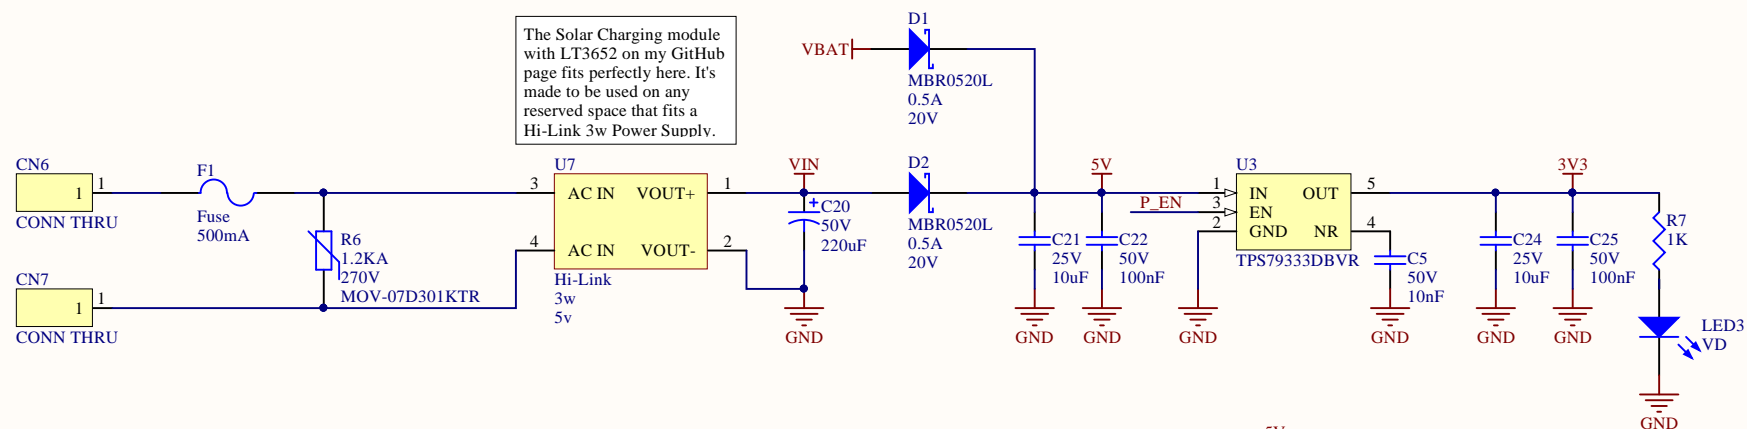 The Solar Charging module
with LT3652 on my GitHub
page fits perfectly here. It's
made to be used on any
reserved space that fits a
Hi-Link 3w Power Supply.
D1
VBAT
MBR0520L
0.5A
20V
CN6
1
1
CONN THRU
F1
Fuse
500mA
R6
1.2KA
270V
MOV-07D301KTR
CN7
1
1
CONN THRU
U7
3
AC IN
VOUT+
1
4
AC IN
VOUT-
2
Hi-Link
3w
5v
VIN
+
C20
50V
220uF
GND
D2
MBR0520L
0.5A
20V
C21
25V
10uF
GND
5V
C22
50V
100nF
GND
P_EN
U3
1
IN
OUT
5
3
EN
2
GND
NR
4
TPS79333DBVR
GND
C5
50V
10nF
GND
C24
25V
10uF
GND
3V3
C25
50V
100nF
GND
R7
1K
LED3
VD
GND
5V